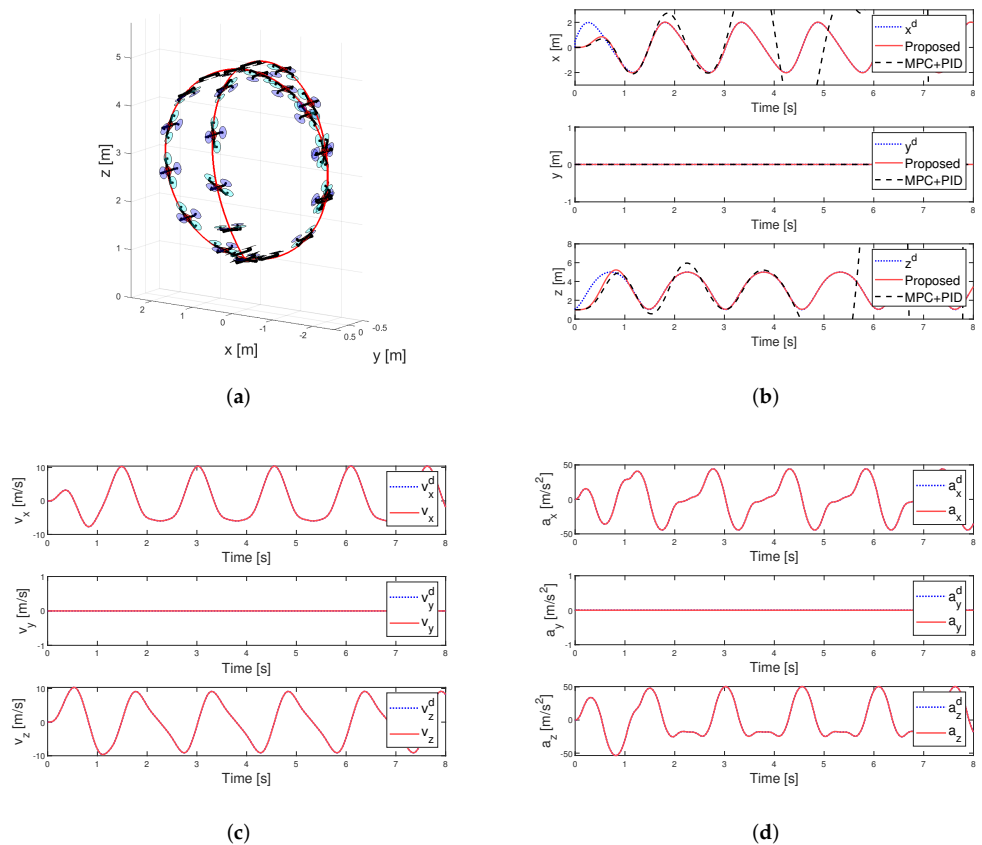 5
4
3
2
1
0
z [m]
2
1
0
-1
-2
x [m]
0.5
0
-0.5
y [m]
(a)
2
0
-2
x [m]
x^d
Proposed
MPC+PID
0 1 2 3 4 5 6 7 8
Time [s]
1
0
-1
y [m]
y^d
Proposed
MPC+PID
0 1 2 3 4 5 6 7 8
Time [s]
8
6
4
2
0
z [m]
z^d
Proposed
MPC+PID
0 1 2 3 4 5 6 7 8
Time [s]
(b)
10
0
-10
v_x [m/s]
v_x^d
v_x
0 1 2 3 4 5 6 7 8
Time [s]
1
0
-1
v_y [m/s]
v_y^d
v_y
0 1 2 3 4 5 6 7 8
Time [s]
10
0
-10
v_z [m/s]
v_z^d
v_z
0 1 2 3 4 5 6 7 8
Time [s]
(c)
50
0
-50
a_x [m/s²]
a_x^d
a_x
0 1 2 3 4 5 6 7 8
Time [s]
1
0
-1
a_y [m/s²]
a_y^d
a_y
0 1 2 3 4 5 6 7 8
Time [s]
50
0
-50
a_z [m/s²]
a_z^d
a_z
0 1 2 3 4 5 6 7 8
Time [s]
(d)